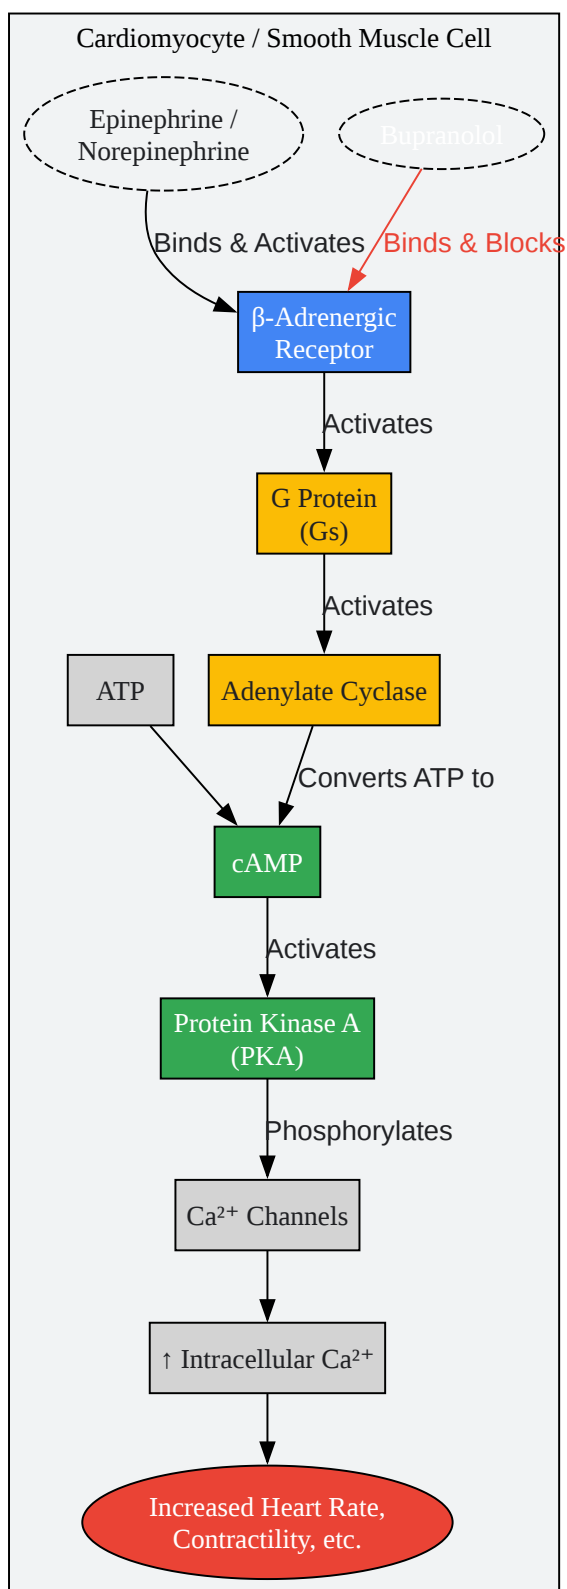 Cardiomyocyte / Smooth Muscle Cell
Epinephrine /
Norepinephrine
Bupranolol
Binds & Activates
Binds & Blocks
β-Adrenergic
Receptor
Activates
G Protein
(Gs)
Activates
ATP
Adenylate Cyclase
Converts ATP to
cAMP
Activates
Protein Kinase A
(PKA)
Phosphorylates
Ca²⁺ Channels
↑ Intracellular Ca²⁺
Increased Heart Rate,
Contractility, etc.